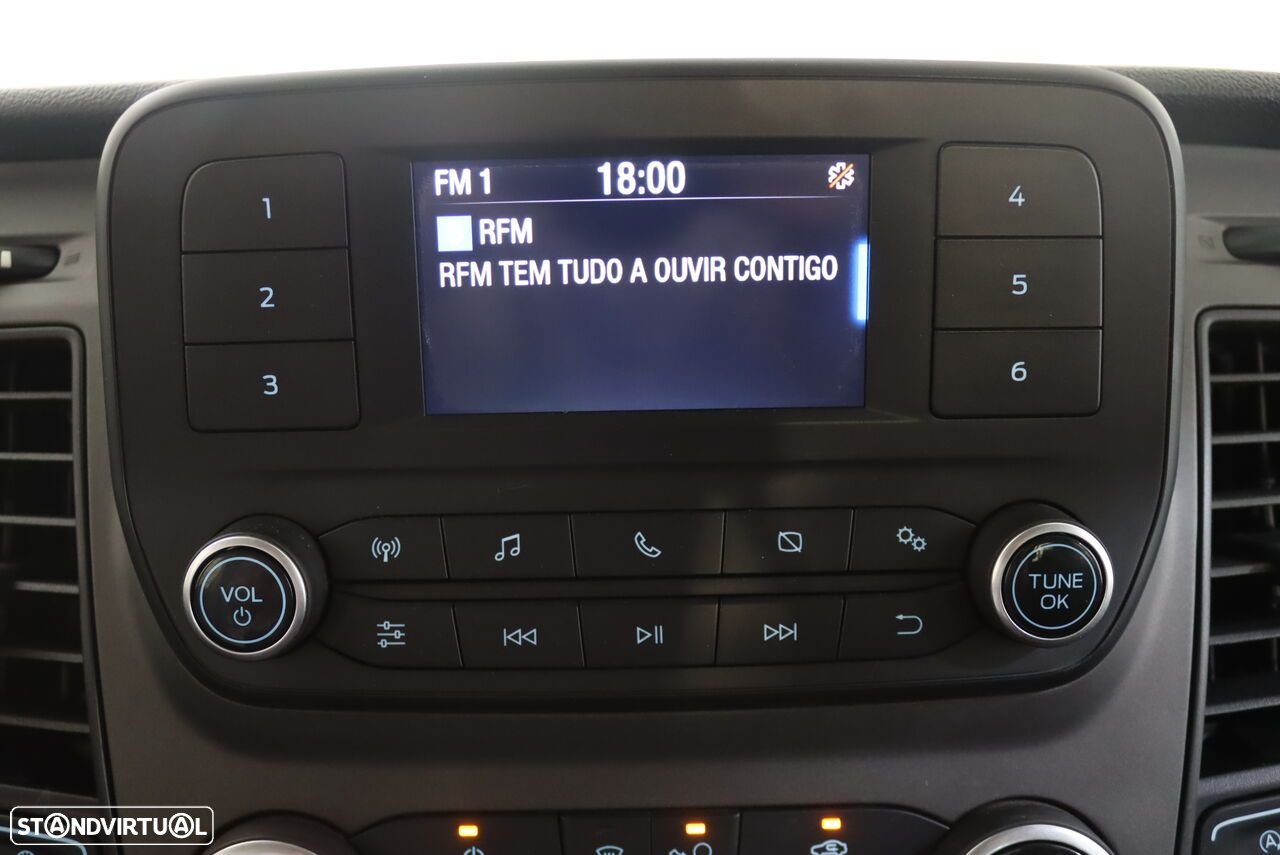 FM 1 18:00
RFM
RFM TEM TUDO A OUVIR CONTIGO
1
2
3
4
5
6
VOL
TUNE
OK
STANDVIRTUAL